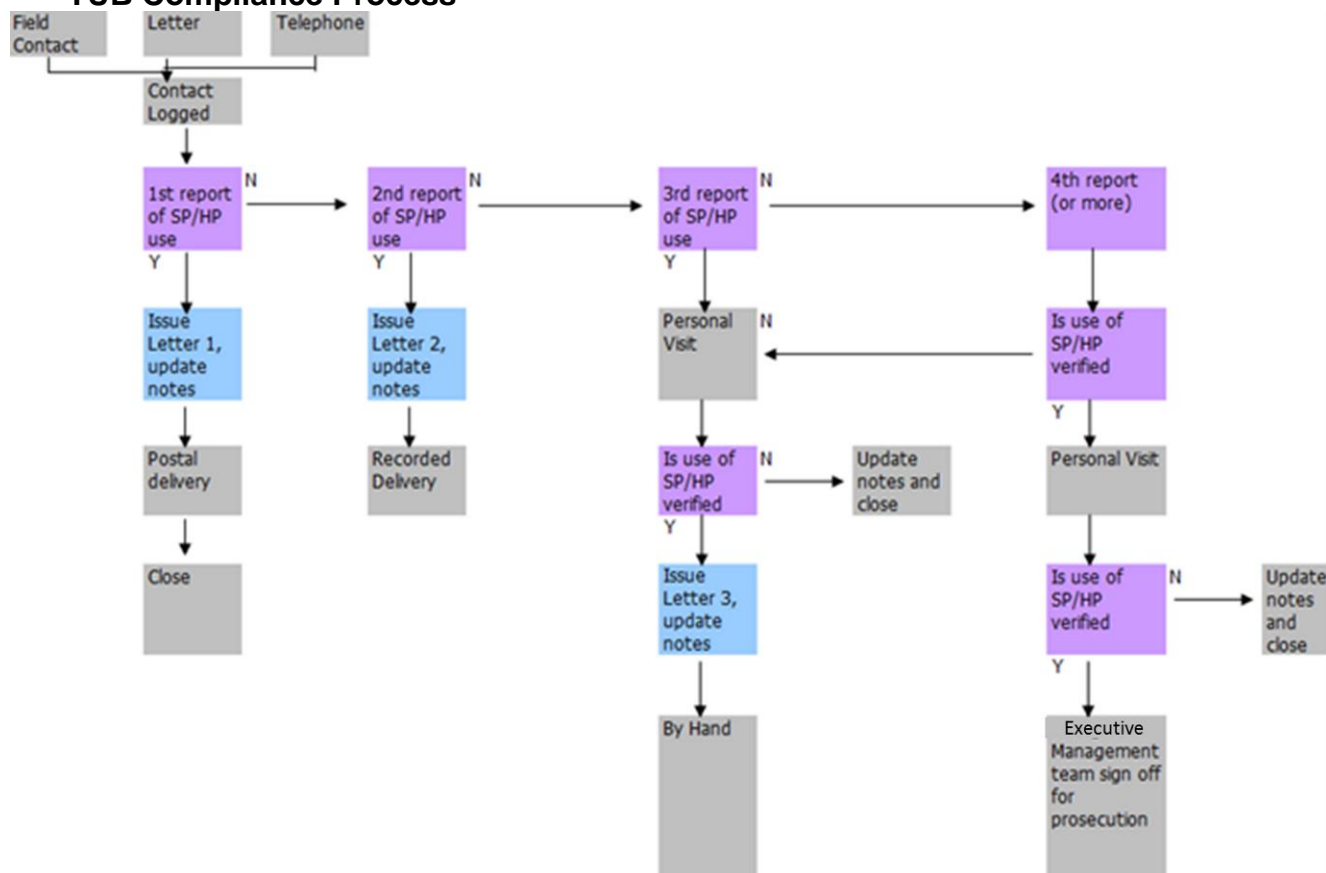 TUB Compliance Process
Field
Contact
Letter
Telephone
Contact
Logged
1st report
of SP/HP
use
N
Y
2nd report
of SP/HP
use
N
Y
3rd report
of SP/HP
use
N
Y
4th report
(or more)
Issue
Letter 1,
update
notes
Issue
Letter 2,
update
notes
Personal
Visit
N
Is use of
SP/HP
verified
Y
Postal
delivery
Recorded
Delivery
Is use of
SP/HP
verified
N
Y
Update
notes and
close
Personal Visit
Close
Issue
Letter 3,
update
notes
Is use of
SP/HP
verified
N
Y
Update
notes
and
close
By Hand
Executive
Management
team sign off
for
prosecution